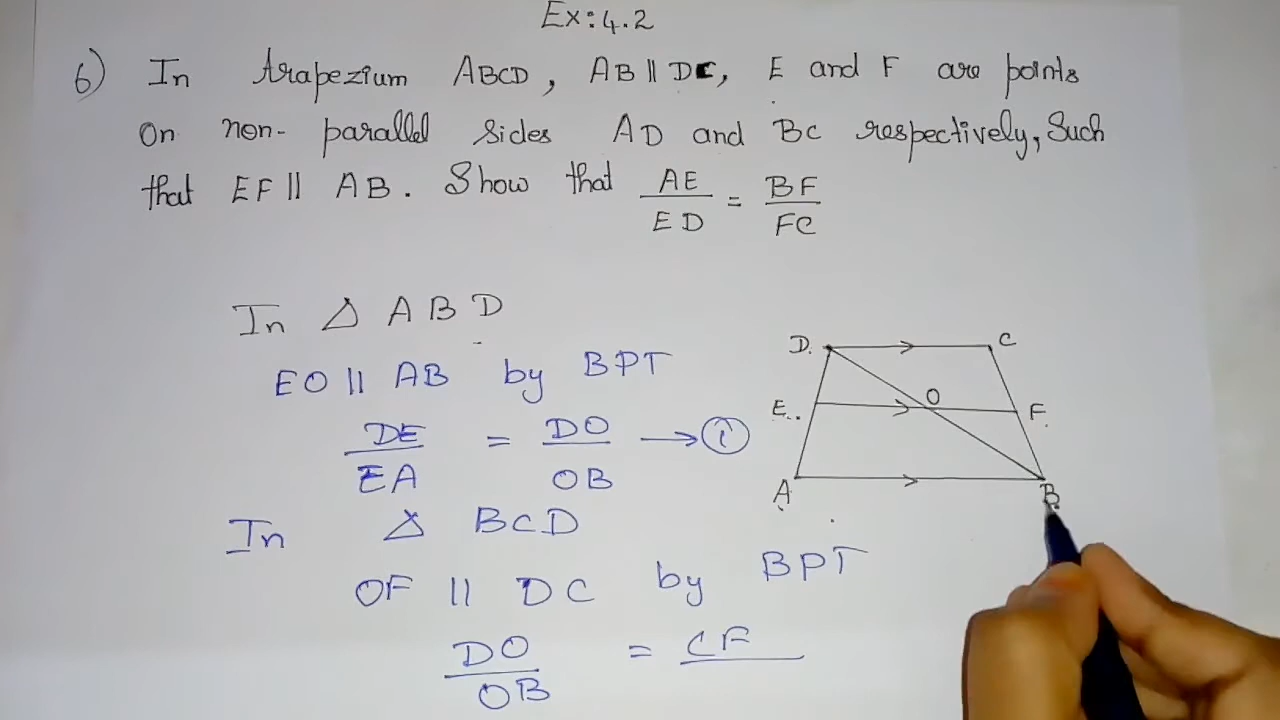 Ex: 4.2
6) In trapezium ABCD, AB || DC, E and F are points
On non-parallel sides AD and BC respectively, Such
that EF || AB. Show that AE/ED = BF/FC
In △ ABD
EO || AB by BPT
DE/EA = DO/OB → ①
In △ BCD
OF || DC by BPT
DO/OB = CF
D C
E O F
A B